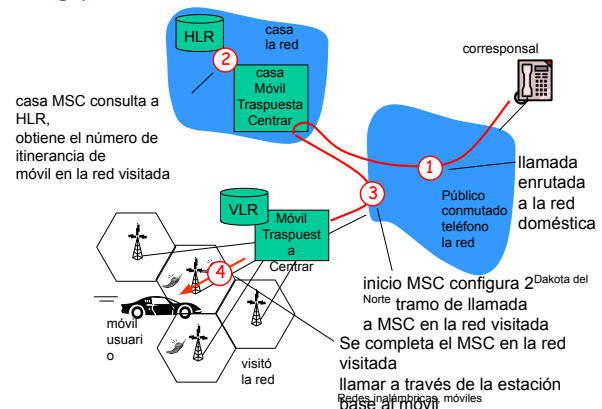 HLR
casa
la red
2
casa
Móvil
Traspuesta
Centrar
corresponsal
casa MSC consulta a
HLR,
obtiene el número de
itinerancia de
móvil en la red visitada
1
llamada
enrutada
a la red
doméstica
3
Público
conmutado
teléfono
la red
VLR
Móvil
Traspuest
a
Centrar
4
móvil
usuari
o
visitó
la red
inicio MSC configura 2Dakota del
Norte tramo de llamada
a MSC en la red visitada
Se completa el MSC en la red
visitada
llamar a través de la estación
base al móvil
Redes inalámbricas, móviles